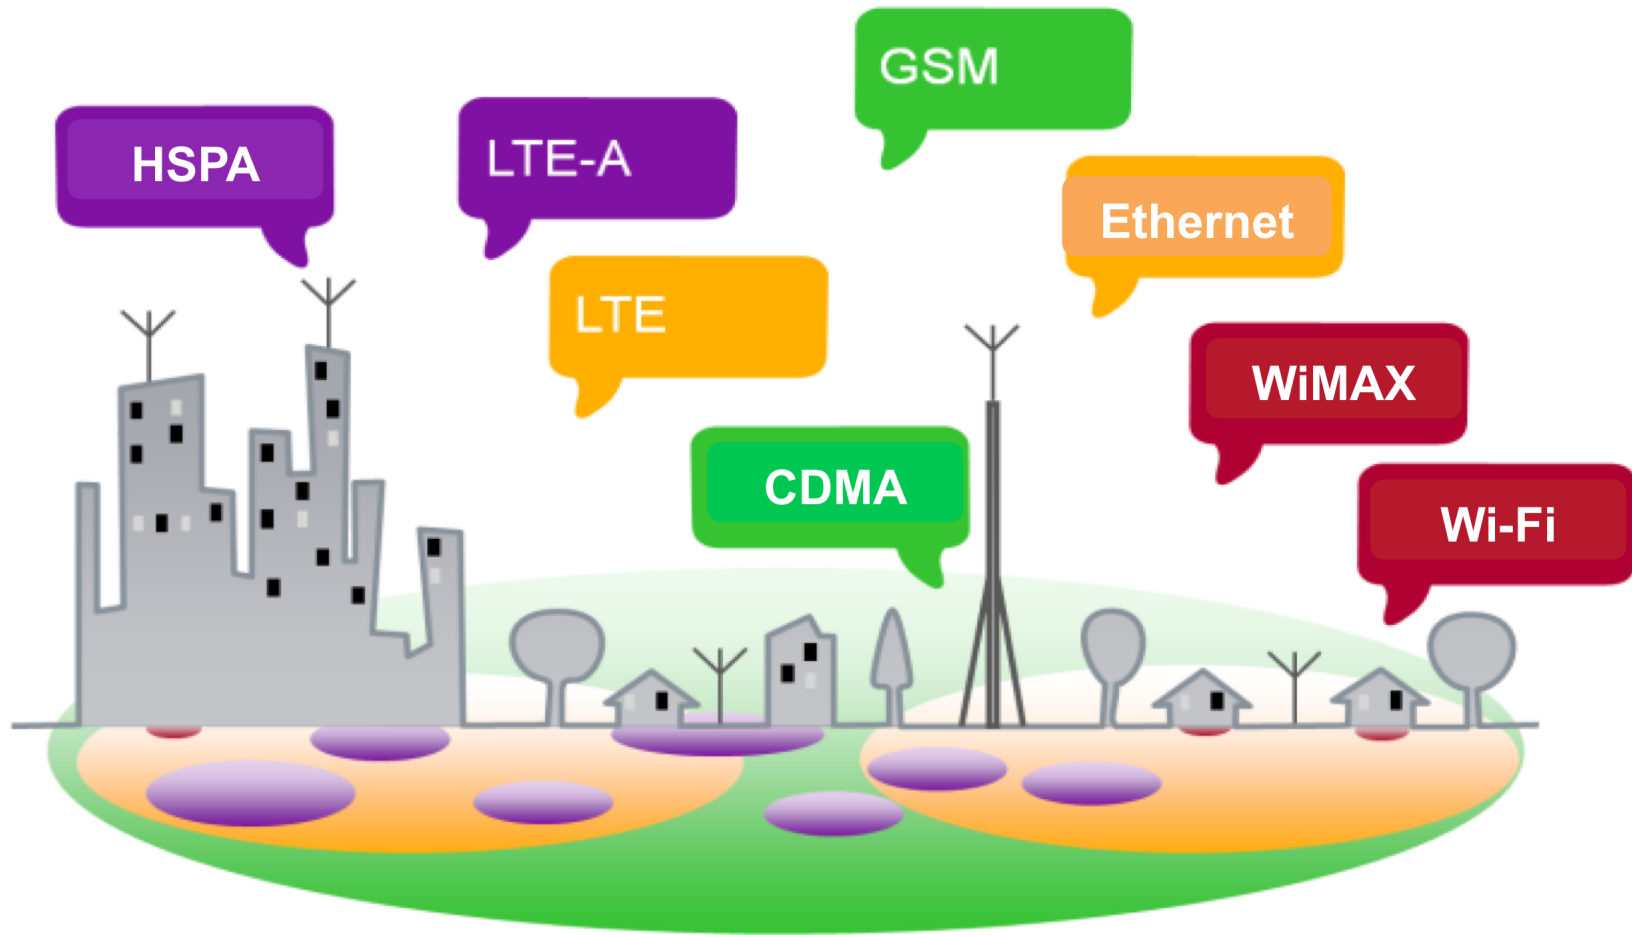 GSM
HSPA
LTE-A
Ethernet
LTE
WiMAX
CDMA
Wi-Fi